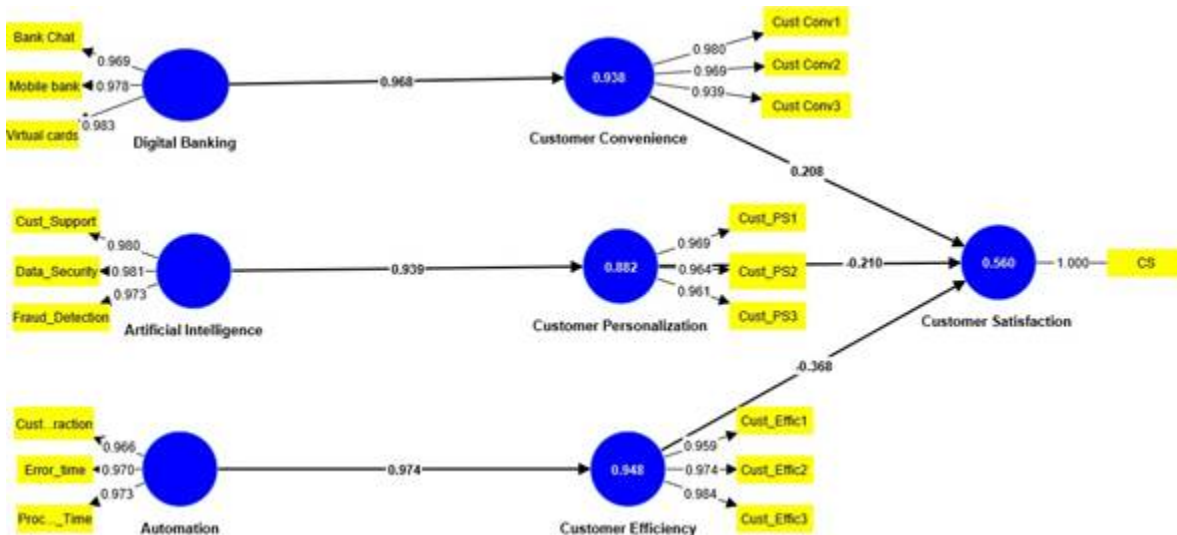 Bank Chat
0.969
Mobile bank
0.978
Virtual cards
0.983
Digital Banking
0.968
0.938
Customer Convenience
0.980
Cust Conv1
0.969
Cust Conv2
0.939
Cust Conv3
0.208
Cust_Support
0.980
Data_Security
0.981
Fraud_Detection
0.973
Artificial Intelligence
0.939
0.882
Customer Personalization
0.969
Cust_PS1
0.964
Cust_PS2
0.961
Cust_PS3
-0.210
0.560
Customer Satisfaction
1.000
CS
-0.368
Cust...raction
0.966
Error_time
0.970
Proc..._Time
0.973
Automation
0.974
0.948
Customer Efficiency
0.959
Cust_Effic1
0.974
Cust_Effic2
0.984
Cust_Effic3